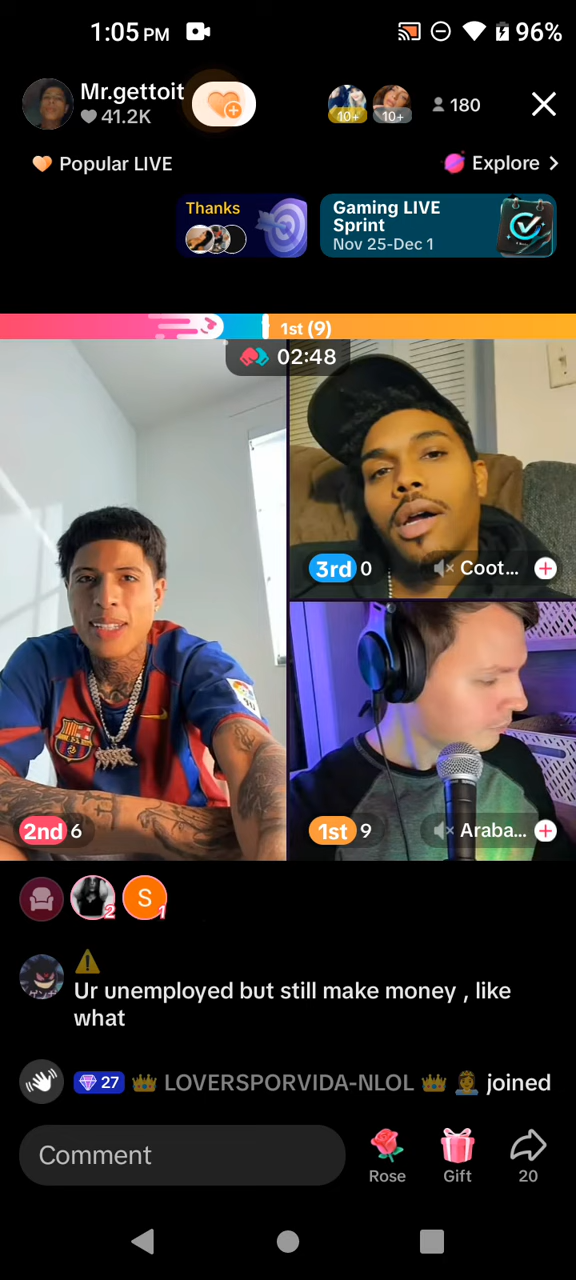 1:05 PM
96%
Mr.gettoit
41.2K
10+
10+
180
Popular LIVE
Explore
Thanks
Gaming LIVE
Sprint
Nov 25-Dec 1
1st (9)
02:48
3rd 0
Coot...
2nd 6
1st 9
Araba...
2
S
1
Ur unemployed but still make money , like
what
27 LOVERSPORVIDA-NLOL joined
Comment
Rose
Gift
20